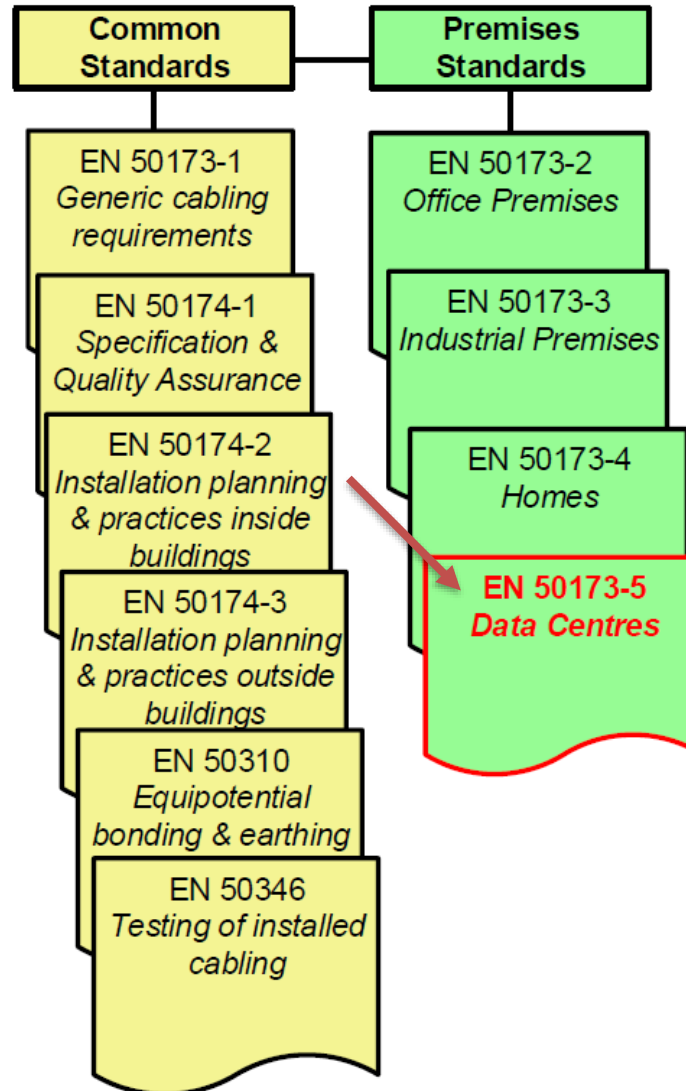 Common
Standards
Premises
Standards
EN 50173-1
Generic cabling
requirements
EN 50174-1
Specification &
Quality Assurance
EN 50174-2
Installation planning
& practices inside
buildings
EN 50174-3
Installation planning
& practices outside
buildings
EN 50310
Equipotential
bonding & earthing
EN 50346
Testing of installed
cabling
EN 50173-2
Office Premises
EN 50173-3
Industrial Premises
EN 50173-4
Homes
EN 50173-5
Data Centres